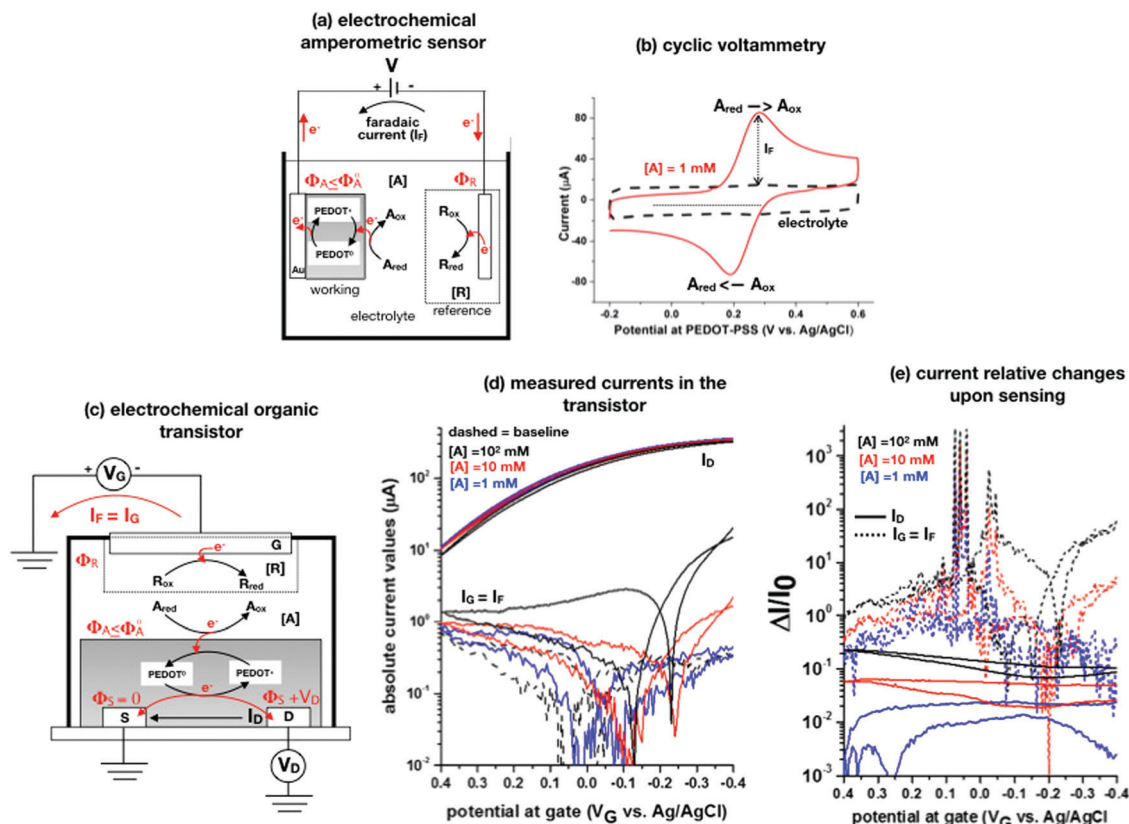 (a) electrochemical
amperometric sensor
V
+ -
faradaic
current (IF)
e-
e-
ΦA≤Φ°A
[A]
ΦR
PEDOT+
e-
e-
Aox
Rox
e-
PEDOT0
Au
Ared
Rred
working
[R]
electrolyte
reference
(b) cyclic voltammetry
Ared —> Aox
[A] = 1 mM
IF
electrolyte
Ared <— Aox
Current (µA)
80
40
0
-40
-80
-0.2 0.0 0.2 0.4 0.6
Potential at PEDOT-PSS (V vs. Ag/AgCl)
(c) electrochemical organic
transistor
+ VG -
IF = IG
G
ΦR
e-
[R]
Rox
Rred
Ared
Aox
[A]
ΦA≤Φ°A
e-
PEDOT0
PEDOT+
e-
ΦS = 0
ΦS + VD
S
ID
D
VD
(d) measured currents in the
transistor
dashed = baseline
[A] =10² mM
[A] =10 mM
[A] =1 mM
ID
IG = IF
absolute current values (µA)
10²
10¹
10⁰
10⁻¹
10⁻²
0.4 0.3 0.2 0.1 0.0 -0.1 -0.2 -0.3 -0.4
potential at gate (VG vs. Ag/AgCl
(e) current relative changes
upon sensing
[A] =10² mM
[A] =10 mM
[A] =1 mM
ID
IG = IF
ΔI/I0
10³
10²
10¹
10⁰
10⁻¹
10⁻²
10⁻³
0.4 0.3 0.2 0.1 0.0 -0.1 -0.2 -0.3 -0.4
potential at gate (VG vs. Ag/AgCl